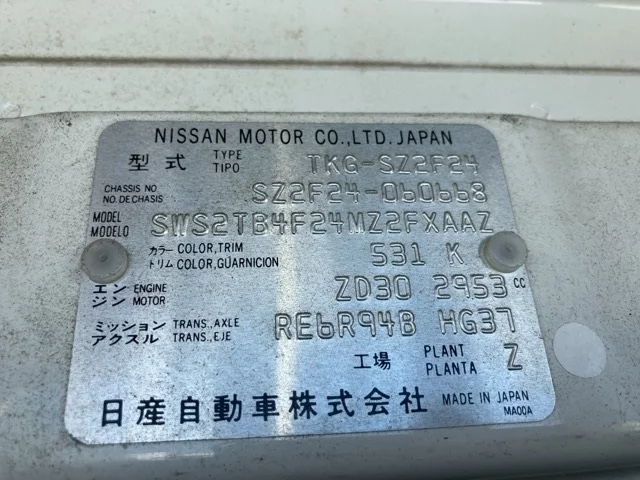 NISSAN MOTOR CO.,LTD. JAPAN
型式 TYPE TIPO TKG-SZ2F24
CHASSIS NO NO.DE CHASIS SZ2F24-060668
MODEL MODELO SWS2TB4F24MZ2FXAAZ
カラー COLOR,TRIM 531 K
トリム COLOR,GUARNICION
エンジン ENGINE MOTOR ZD30 2953 cc
ミッション TRANS.,AXLE RE6R94B HG37
アクスル TRANS.,EJE
工場 PLANT PLANTA Z
日産自動車株式会社 MADE IN JAPAN
MA00A